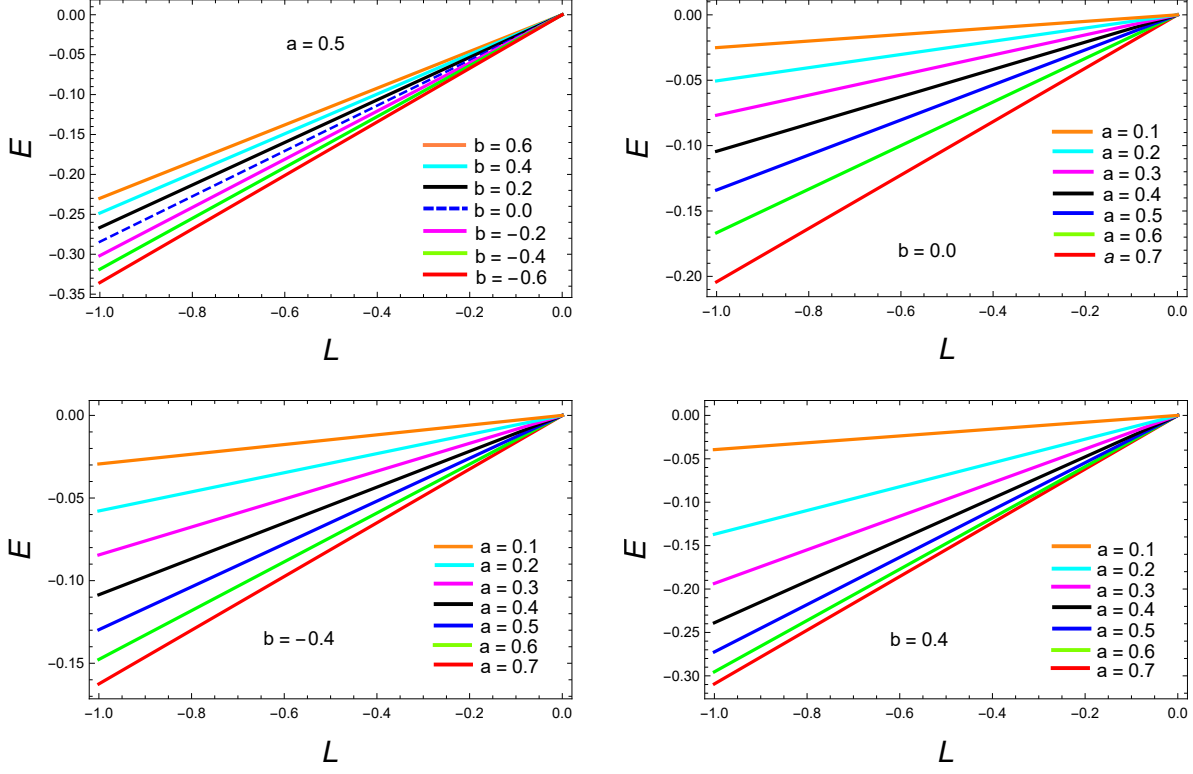 0.00
−0.05
−0.10
−0.15
−0.20
−0.25
−0.30
−0.35
E
a = 0.5
b = 0.6
b = 0.4
b = 0.2
b = 0.0
b = −0.2
b = −0.4
b = −0.6
−1.0 −0.8 −0.6 −0.4 −0.2 0.0
L
0.00
−0.05
−0.10
−0.15
−0.20
E
a = 0.1
a = 0.2
a = 0.3
a = 0.4
a = 0.5
a = 0.6
a = 0.7
b = 0.0
−1.0 −0.8 −0.6 −0.4 −0.2 0.0
L
0.00
−0.05
−0.10
−0.15
E
a = 0.1
a = 0.2
a = 0.3
a = 0.4
a = 0.5
a = 0.6
a = 0.7
b = −0.4
−1.0 −0.8 −0.6 −0.4 −0.2 0.0
L
0.00
−0.05
−0.10
−0.15
−0.20
−0.25
−0.30
E
a = 0.1
a = 0.2
a = 0.3
a = 0.4
a = 0.5
a = 0.6
a = 0.7
b = 0.4
−1.0 −0.8 −0.6 −0.4 −0.2 0.0
L